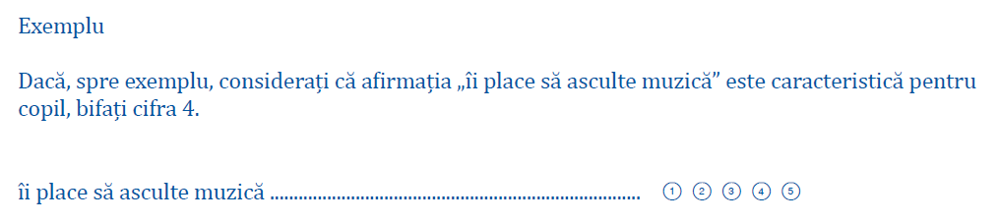 Exemplu
Dacă, spre exemplu, considerați că afirmația „îi place să asculte muzică” este caracteristică pentru
copil, bifați cifra 4.
îi place să asculte muzică .............................................................................. ① ② ③ ④ ⑤